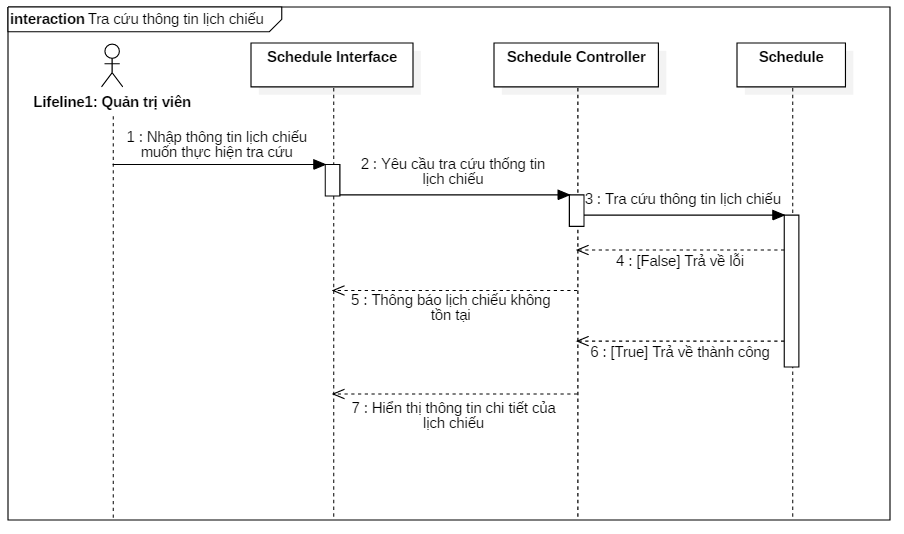 interaction Tra cứu thông tin lịch chiếu
Schedule Interface
Schedule Controller
Schedule
Lifeline1: Quản trị viên
1 : Nhập thông tin lịch chiếu
muốn thực hiện tra cứu
2 : Yêu cầu tra cứu thống tin
lịch chiếu
3 : Tra cứu thông tin lịch chiếu
4 : [False] Trả về lỗi
5 : Thông báo lịch chiếu không
tồn tại
6 : [True] Trả về thành công
7 : Hiển thị thông tin chi tiết của
lịch chiếu